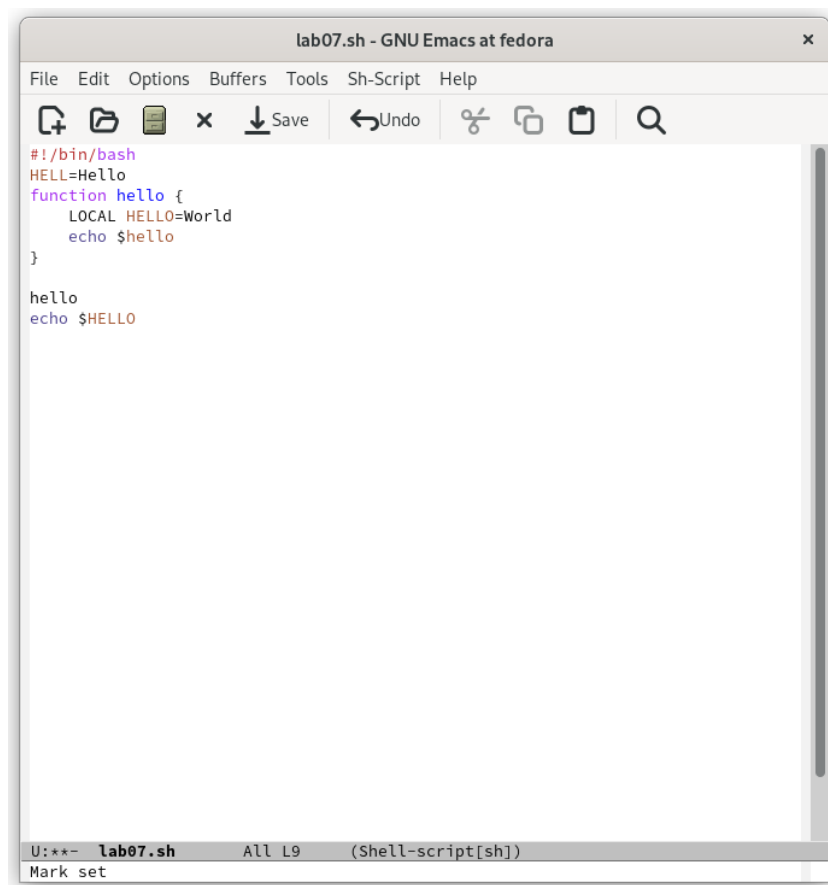 lab07.sh - GNU Emacs at fedora
File Edit Options Buffers Tools Sh-Script Help
Save Undo
#!/bin/bash
HELL=Hello
function hello {
    LOCAL HELLO=World
    echo $hello
}
hello
echo $HELLO
U:**- lab07.sh All L9 (Shell-script[sh])
Mark set